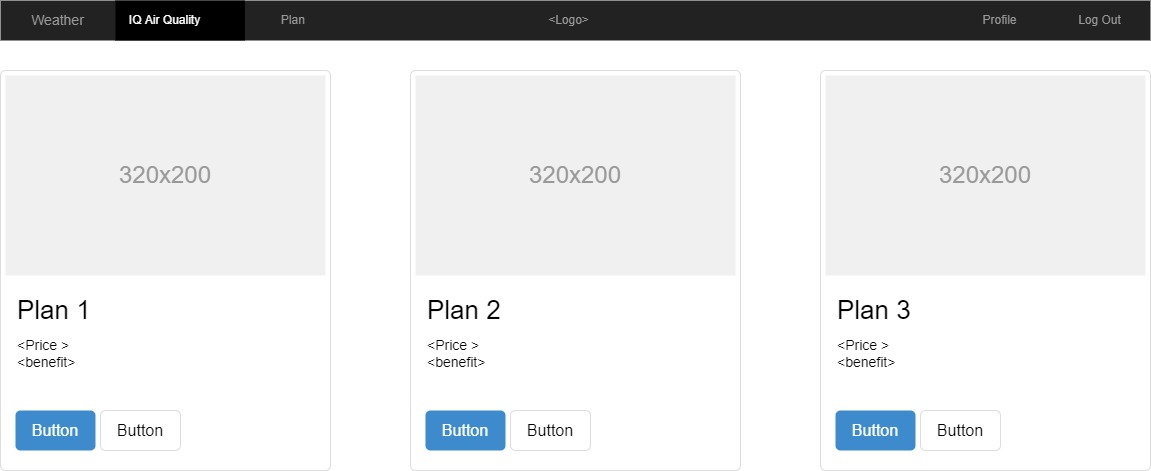 Weather IQ Air Quality Plan <Logo> Profile Log Out
320x200 320x200 320x200
Plan 1 Plan 2 Plan 3
<Price > <Price > <Price >
<benefit> <benefit> <benefit>
Button Button Button Button Button Button